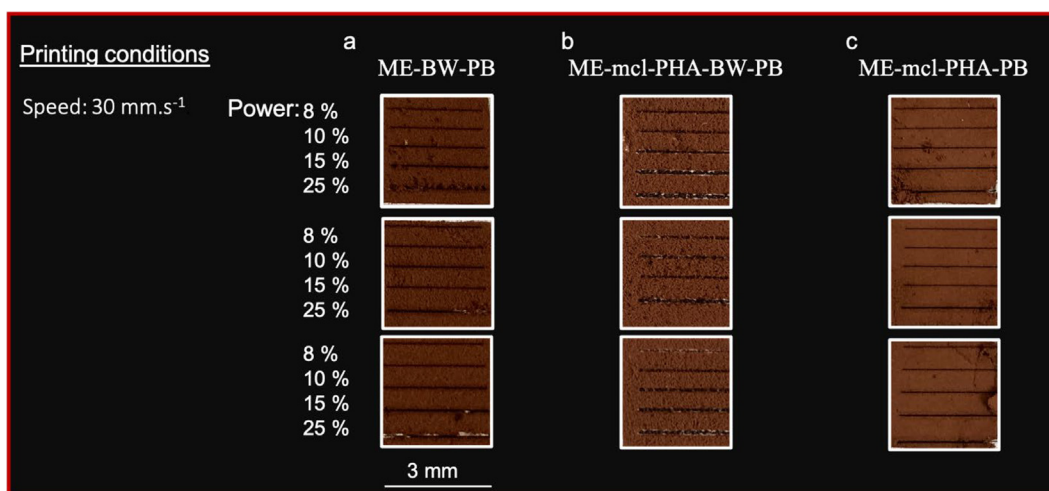 Printing conditions
Speed: 30 mm.s⁻¹
Power:
a
ME-BW-PB
b
ME-mcl-PHA-BW-PB
c
ME-mcl-PHA-PB
8 %
10 %
15 %
25 %
8 %
10 %
15 %
25 %
8 %
10 %
15 %
25 %
3 mm